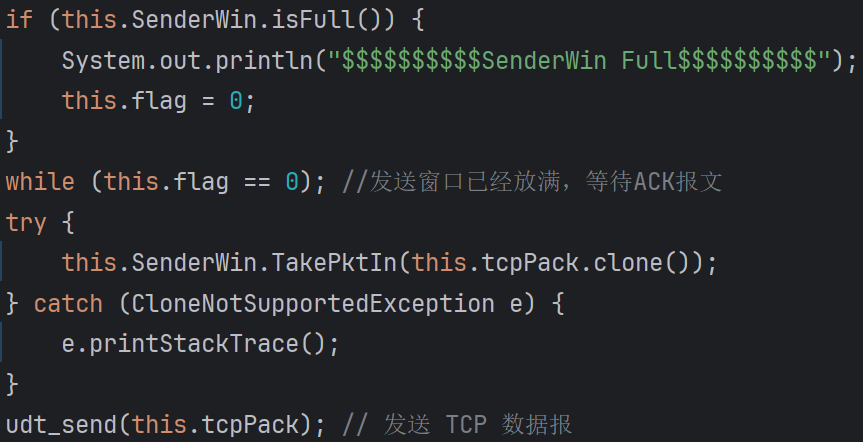 if (this.SenderWin.isFull()) {
    System.out.println("$$$$$$$$$$SenderWin Full$$$$$$$$$$");
    this.flag = 0;
}
while (this.flag == 0); //发送窗口已经放满，等待ACK报文
try {
    this.SenderWin.TakePktIn(this.tcpPack.clone());
} catch (CloneNotSupportedException e) {
    e.printStackTrace();
}
udt_send(this.tcpPack); // 发送 TCP 数据报